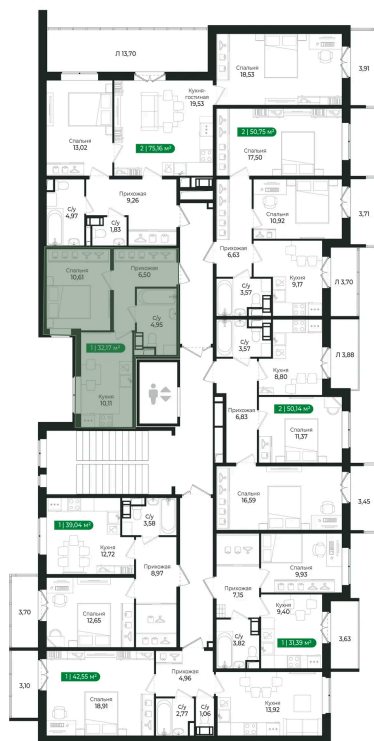 Л 13,70
Спальня
18,53
3,91
Кухня-
гостиная
19,53
Спальня
13,02
2 | 75,16 м²
2 | 50,75 м²
Спальня
17,50
С/у
4,97
С/у
1,83
Прихожая
9,26
Спальня
10,92
3,71
6,63
Спальня
10,61
Прихожая
6,50
С/у
3,57
Кухня
9,17
Л 3,70
С/у
4,95
1 | 32,17 м²
С/у
3,57
Кухня
8,80
Л 3,88
Кухня
10,11
6,83
2 | 50,14 м²
Спальня
11,37
Спальня
16,59
3,45
1 | 39,04 м²
С/у
3,58
Кухня
12,72
Прихожая
8,97
Спальня
9,93
Прихожая
7,15
Кухня
9,40
3,70
Спальня
12,65
С/у
3,82
1 | 31,39 м²
3,63
3,10
1 | 42,55 м²
Спальня
18,91
Прихожая
4,96
С/у
2,77
С/у
1,06
Кухня
13,92